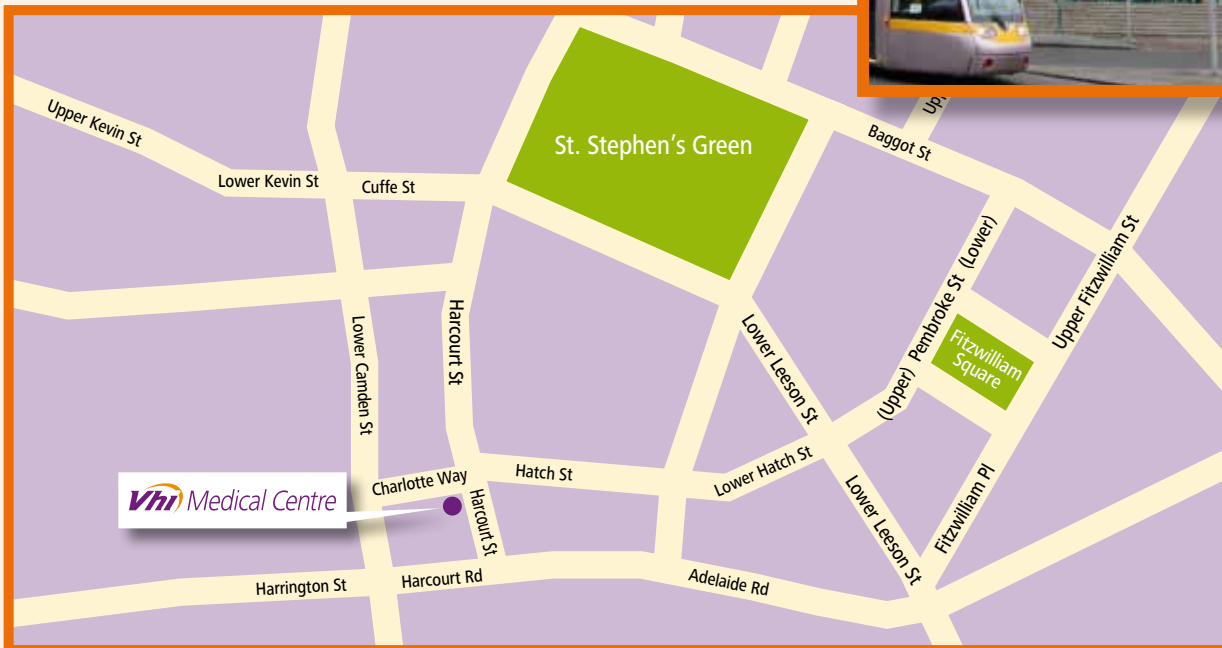 Upper Kevin St
Lower Kevin St
Cuffe St
St. Stephen's Green
Baggot St
Harcourt St
Lower Camden St
Lower Leeson St
(Upper) Pembroke St (Lower)
Upper Fitzwilliam St
Fitzwilliam
Square
Charlotte Way
Hatch St
Lower Hatch St
Harcourt St
Lower Leeson St
Fitzwilliam Pl
Vhi Medical Centre
Harrington St
Harcourt Rd
Adelaide Rd